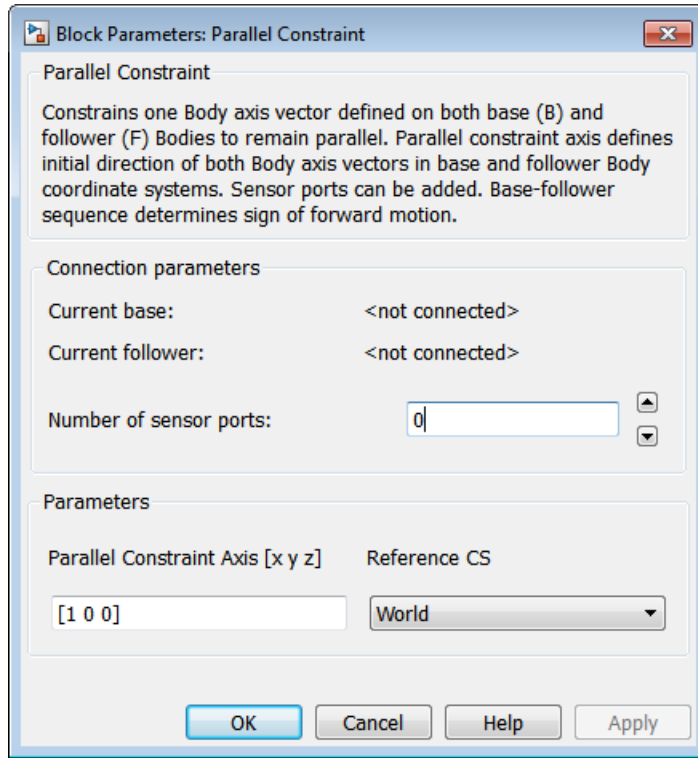 Block Parameters: Parallel Constraint
Parallel Constraint
Constrains one Body axis vector defined on both base (B) and
follower (F) Bodies to remain parallel. Parallel constraint axis defines
initial direction of both Body axis vectors in base and follower Body
coordinate systems. Sensor ports can be added. Base-follower
sequence determines sign of forward motion.
Connection parameters
Current base: <not connected>
Current follower: <not connected>
Number of sensor ports: 0
Parameters
Parallel Constraint Axis [x y z] Reference CS
[1 0 0] World
OK Cancel Help Apply